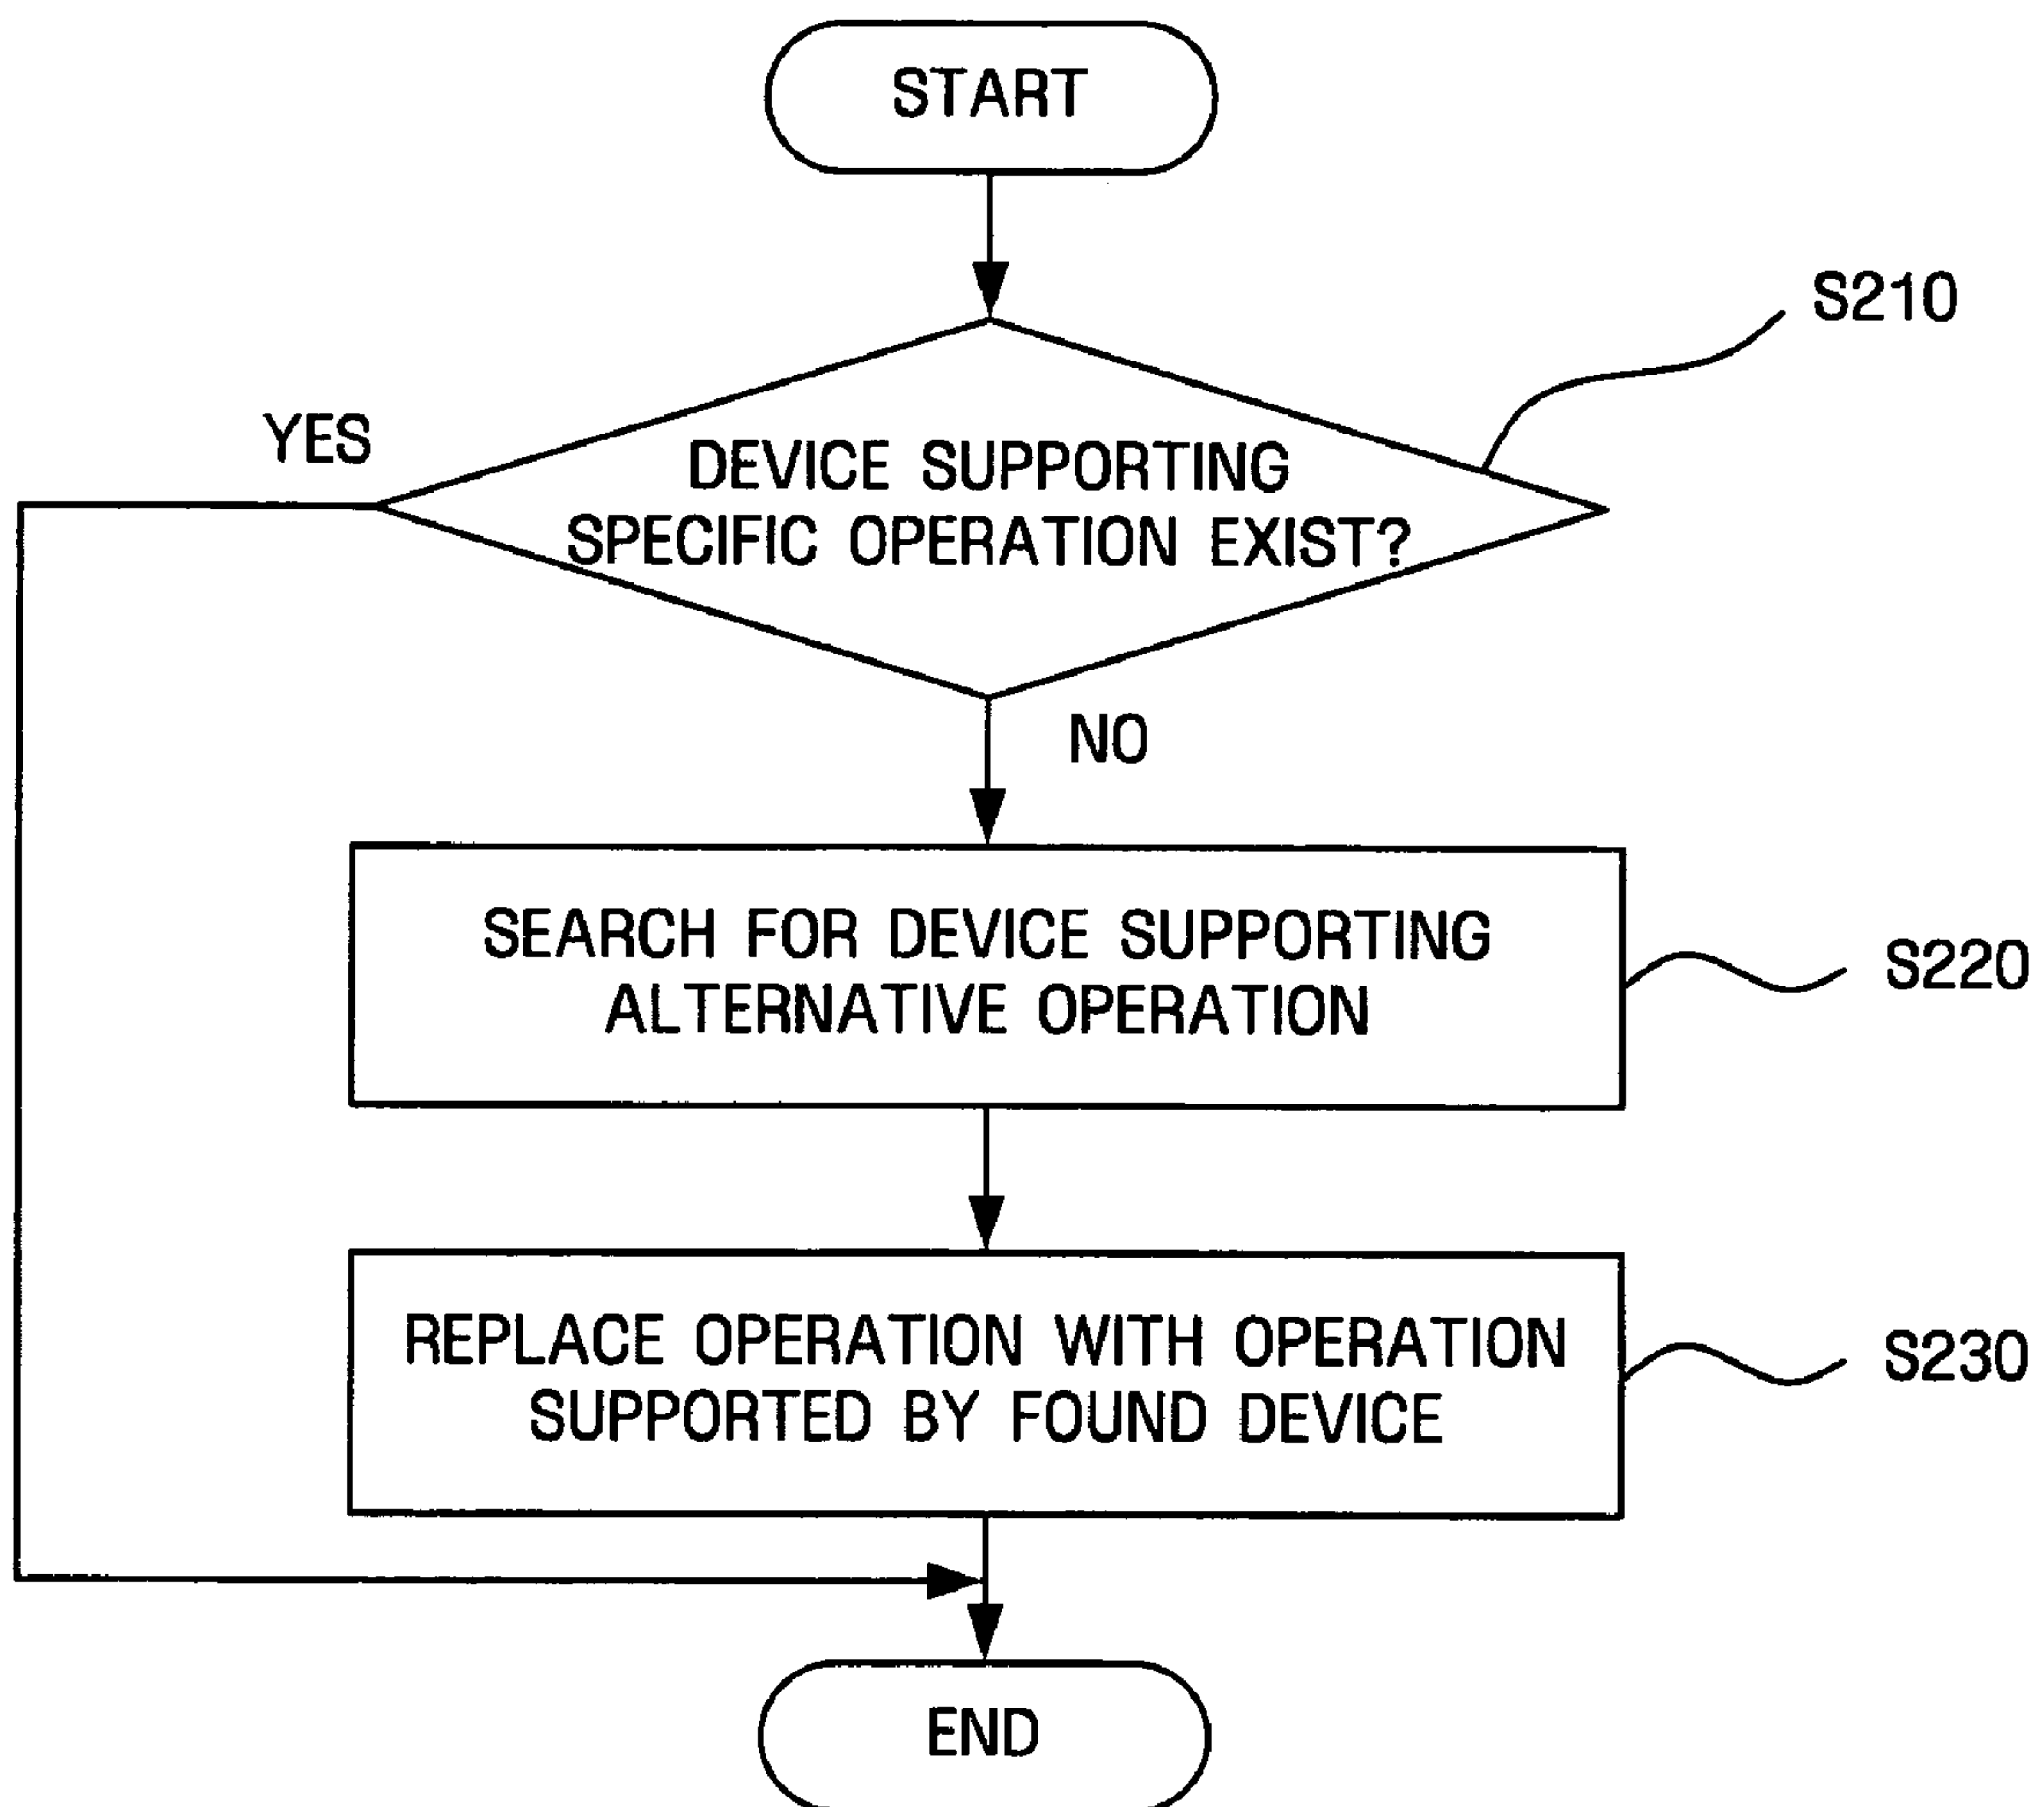 START
S210
YES
DEVICE SUPPORTING
SPECIFIC OPERATION EXIST?
NO
SEARCH FOR DEVICE SUPPORTING
ALTERNATIVE OPERATION
S220
REPLACE OPERATION WITH OPERATION
SUPPORTED BY FOUND DEVICE
S230
END